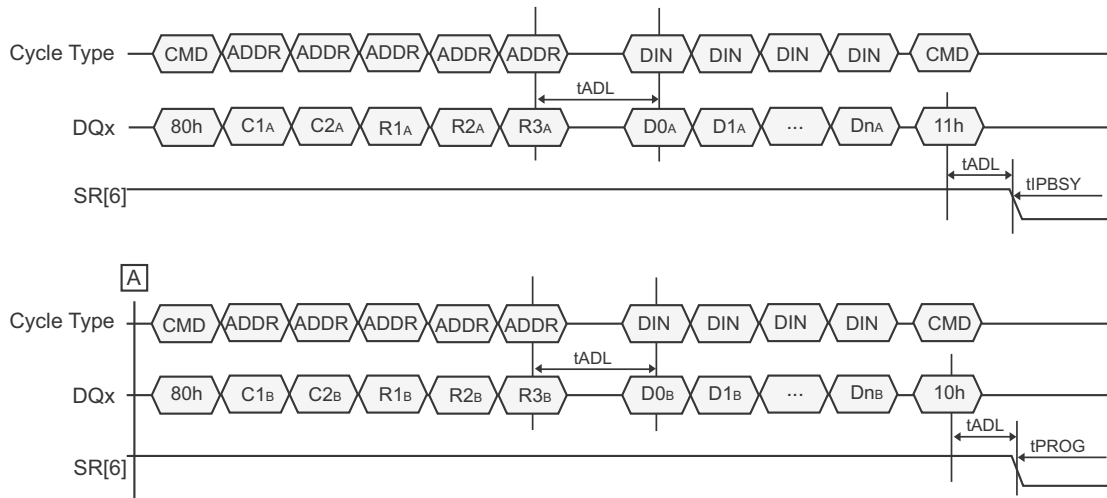 Cycle Type CMD ADDR ADDR ADDR ADDR ADDR DIN DIN DIN DIN CMD
tADL
DQx 80h C1A C2A R1A R2A R3A D0A D1A ... DnA 11h
tADL
SR[6] tIPBSY
A
Cycle Type CMD ADDR ADDR ADDR ADDR ADDR DIN DIN DIN DIN CMD
tADL
DQx 80h C1B C2B R1B R2B R3B D0B D1B ... DnB 10h
tADL
SR[6] tPROG